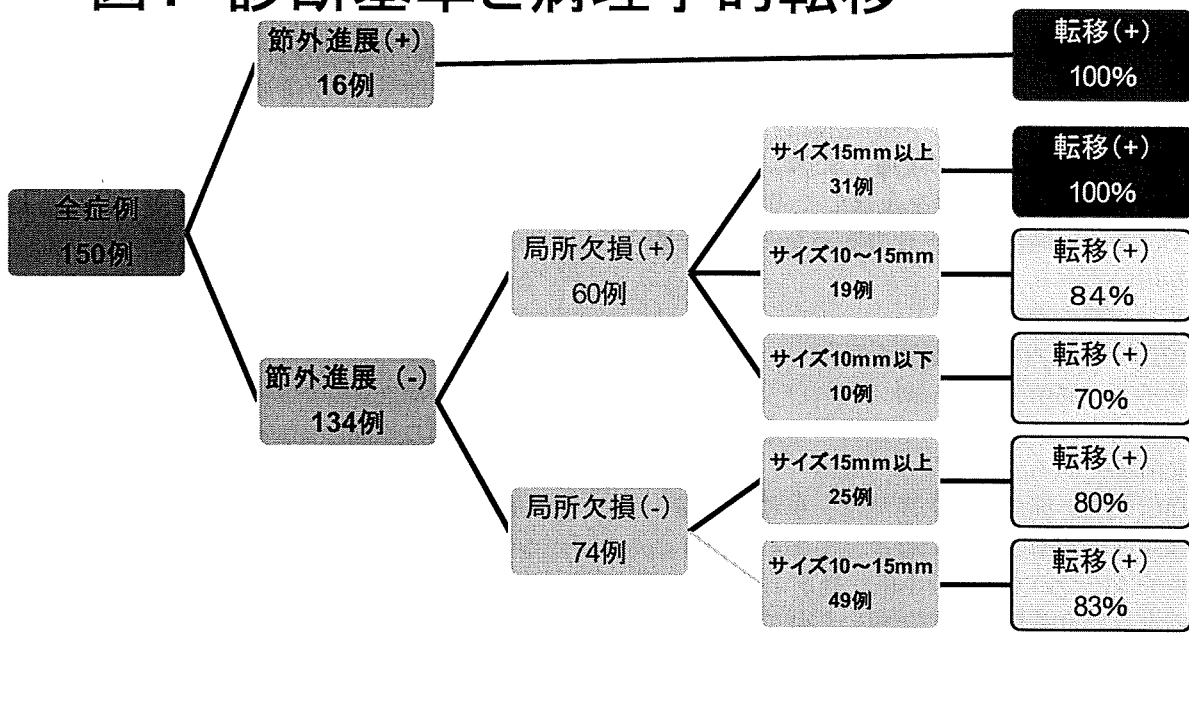 節外進展(+)
16例
転移(+)
100%
全症例
150例
サイズ15mm以上
31例
転移(+)
100%
局所欠損(+)
60例
サイズ10～15mm
19例
転移(+)
84%
節外進展 (-)
134例
サイズ10mm以下
10例
転移(+)
70%
局所欠損(-)
74例
サイズ15mm以上
25例
転移(+)
80%
サイズ10～15mm
49例
転移(+)
83%